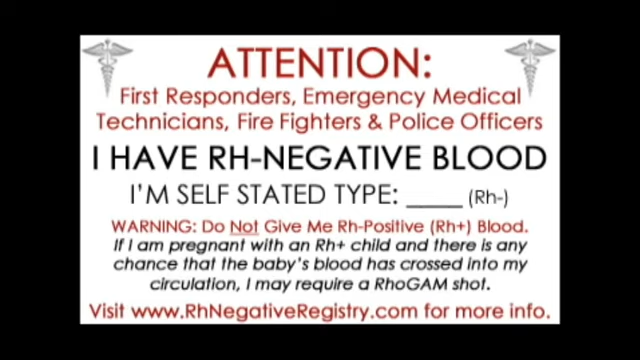 ATTENTION:
First Responders, Emergency Medical
Technicians, Fire Fighters & Police Officers
I HAVE RH-NEGATIVE BLOOD
I'M SELF STATED TYPE: _____ (Rh-)
WARNING: Do Not Give Me Rh-Positive (Rh+) Blood.
If I am pregnant with an Rh+ child and there is any
chance that the baby's blood has crossed into my
circulation, I may require a RhoGAM shot.
Visit www.RhNegativeRegistry.com for more info.